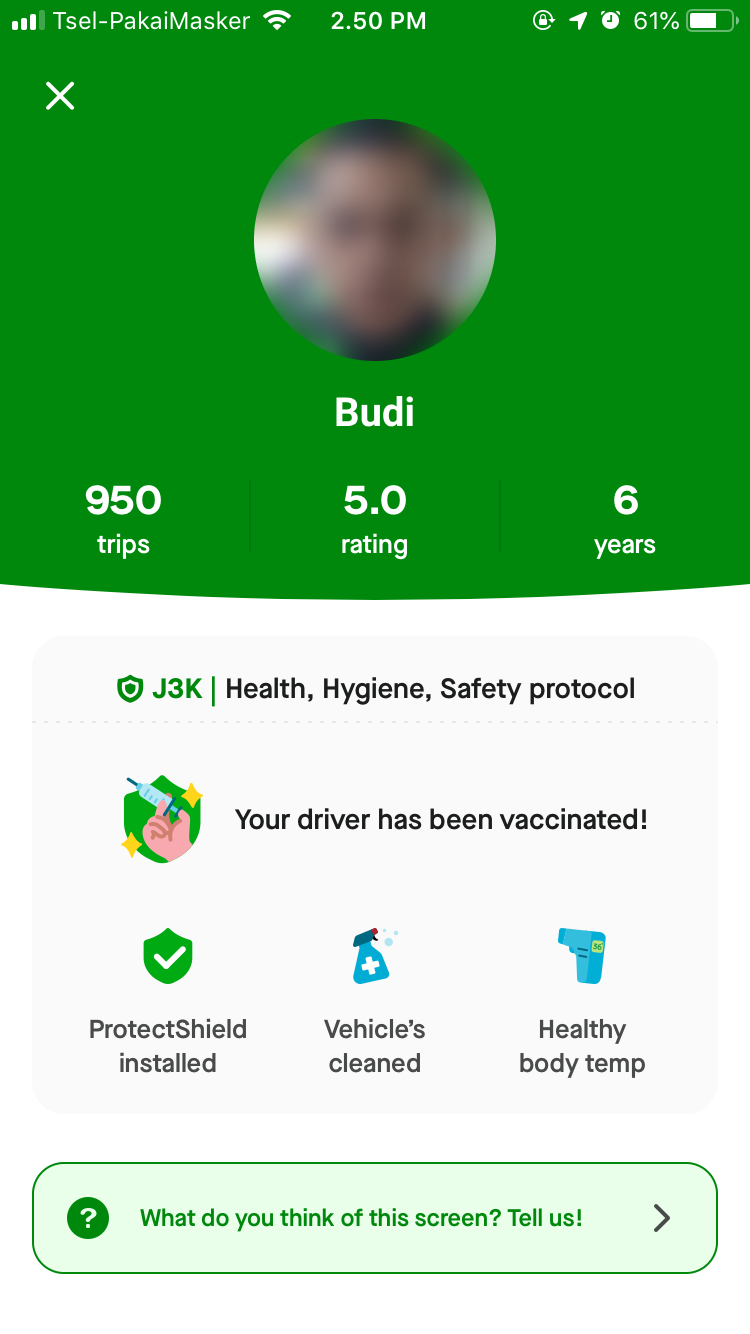 Tsel-PakaiMasker 2.50 PM 61%
Budi
950 5.0 6
trips rating years
J3K | Health, Hygiene, Safety protocol
Your driver has been vaccinated!
36
ProtectShield installed
Vehicle's cleaned
Healthy body temp
? What do you think of this screen? Tell us!